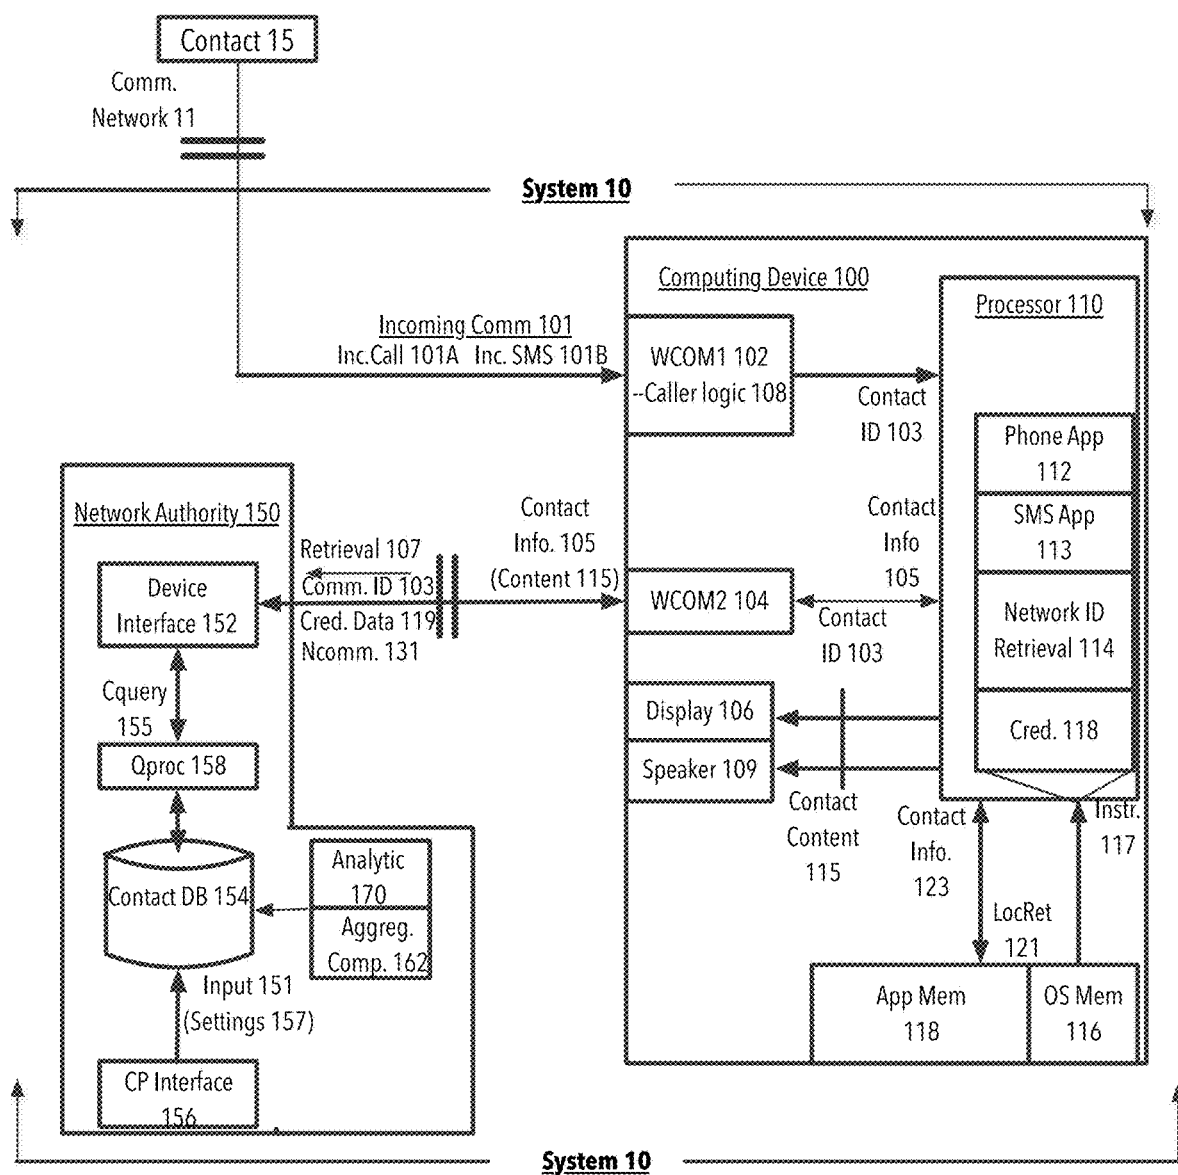 Contact 15
Comm.
Network 11
System 10
Computing Device 100
Processor 110
Incoming Comm 101
Inc.Call 101A Inc. SMS 101B
WCOM1 102
--Caller logic 108
Contact
ID 103
Phone App
112
SMS App
113
Network ID
Retrieval 114
Cred. 118
Network Authority 150
Device
Interface 152
Retrieval 107
Comm. ID 103
Cred. Data 119
Ncomm. 131
Contact
Info. 105
(Content 115)
WCOM2 104
Contact
Info
105
Contact
ID 103
Display 106
Speaker 109
Contact
Content
115
Contact
Info.
123
Instr.
117
LocRet
121
App Mem
118
OS Mem
116
Cquery
155
Qproc 158
Contact DB 154
Analytic
170
Aggreg.
Comp. 162
Input 151
(Settings 157)
CP Interface
156
System 10